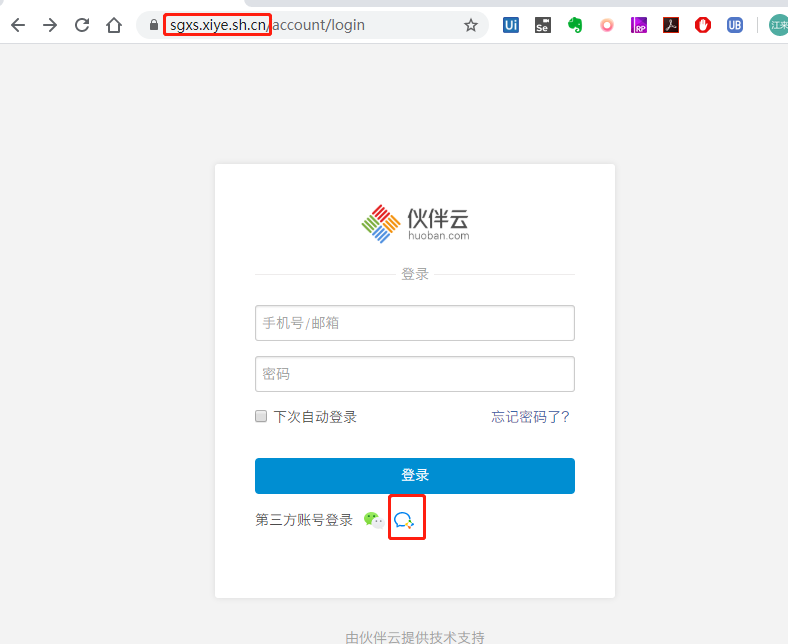 sgxs.xiye.sh.cn/account/login
Ui
Se
RP
UB
江来
伙伴云
huoban.com
登录
手机号/邮箱
密码
下次自动登录
忘记密码了?
登录
第三方账号登录
由伙伴云提供技术支持